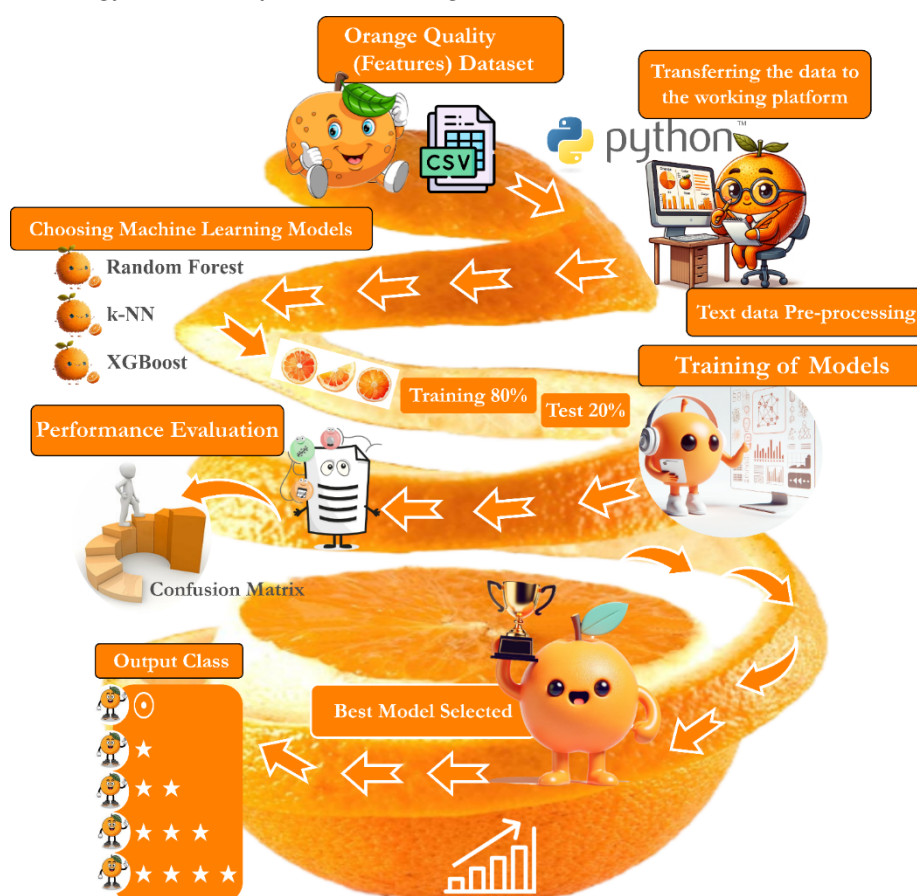 Orange Quality
(Features) Dataset
Transferring the data to
the working platform
CSV
python™
Choosing Machine Learning Models
Random Forest
k-NN
XGBoost
Text data Pre-processing
Training of Models
Training 80%
Test 20%
Performance Evaluation
Confusion Matrix
Output Class
Best Model Selected